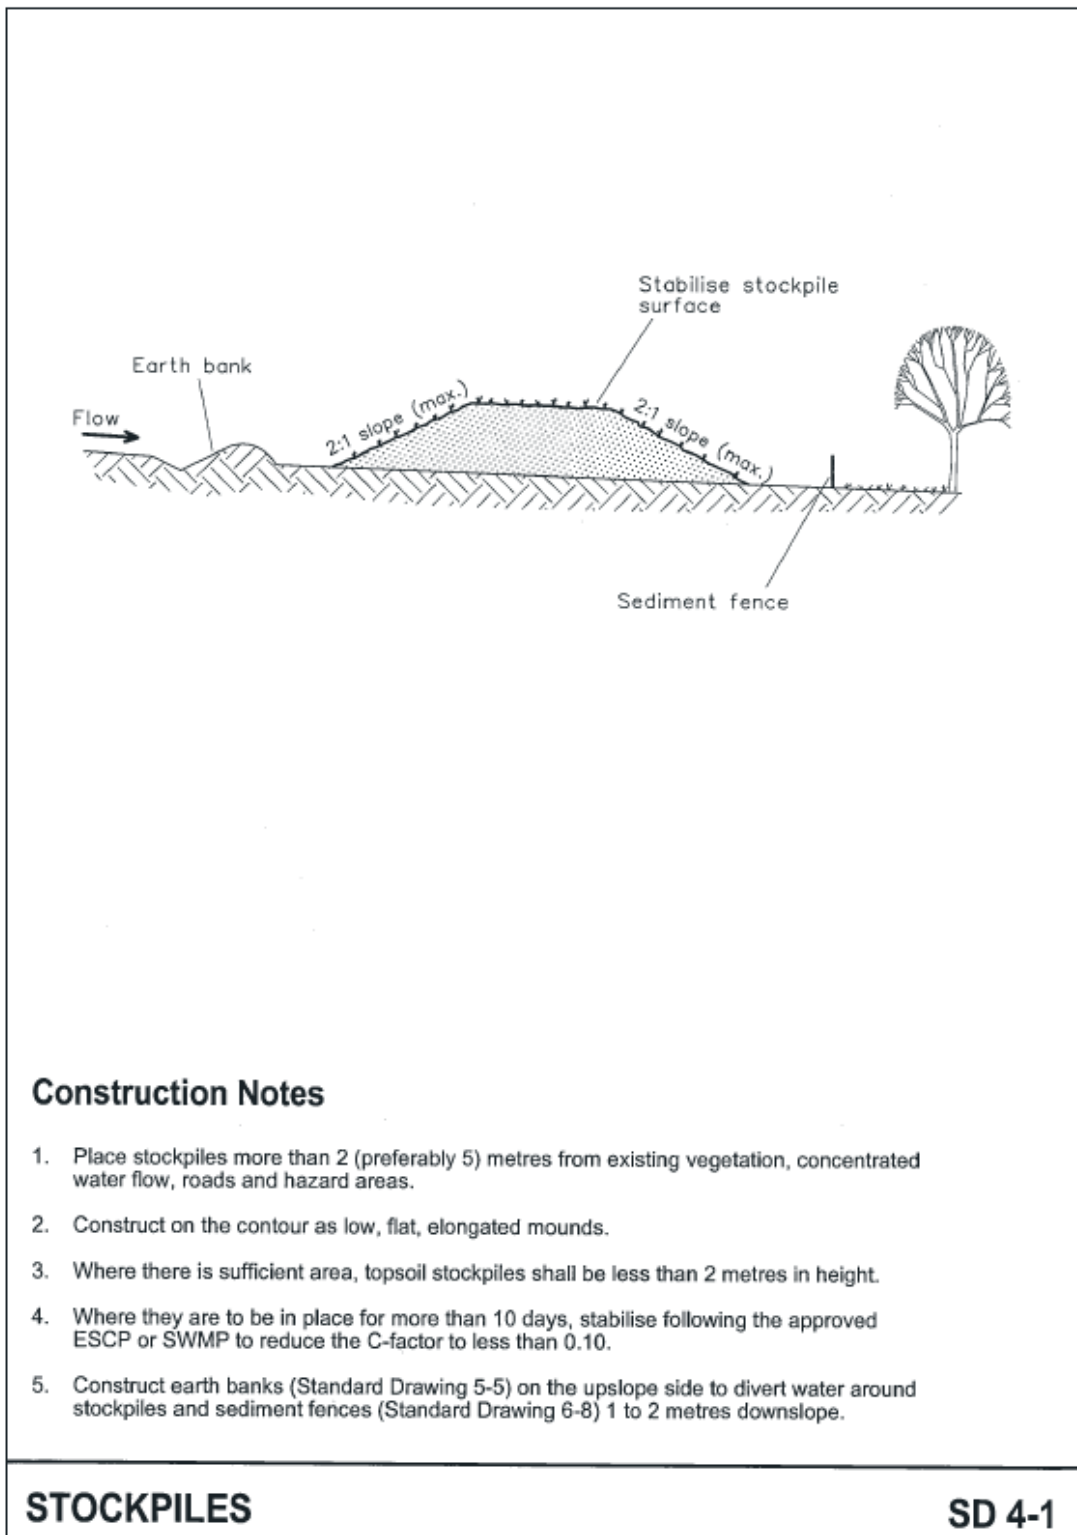 Stabilise stockpile
surface
Earth bank
Flow
2:1 slope (max.)
2:1 slope (max.)
Sediment fence
Construction Notes
1. Place stockpiles more than 2 (preferably 5) metres from existing vegetation, concentrated
water flow, roads and hazard areas.
2. Construct on the contour as low, flat, elongated mounds.
3. Where there is sufficient area, topsoil stockpiles shall be less than 2 metres in height.
4. Where they are to be in place for more than 10 days, stabilise following the approved
ESCP or SWMP to reduce the C-factor to less than 0.10.
5. Construct earth banks (Standard Drawing 5-5) on the upslope side to divert water around
stockpiles and sediment fences (Standard Drawing 6-8) 1 to 2 metres downslope.
STOCKPILES SD 4-1